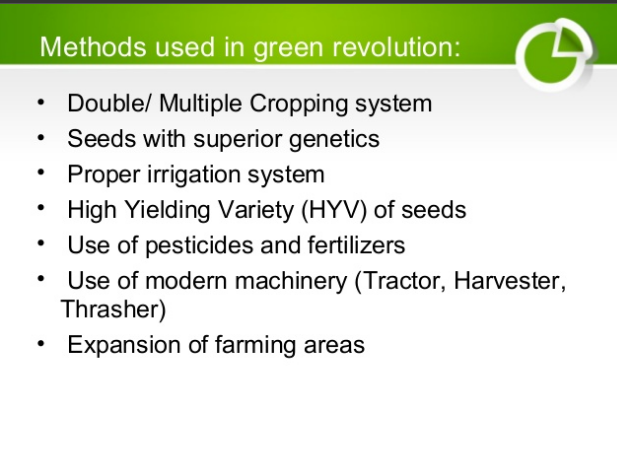 Methods used in green revolution:
• Double/ Multiple Cropping system
• Seeds with superior genetics
• Proper irrigation system
• High Yielding Variety (HYV) of seeds
• Use of pesticides and fertilizers
• Use of modern machinery (Tractor, Harvester,
Thrasher)
• Expansion of farming areas